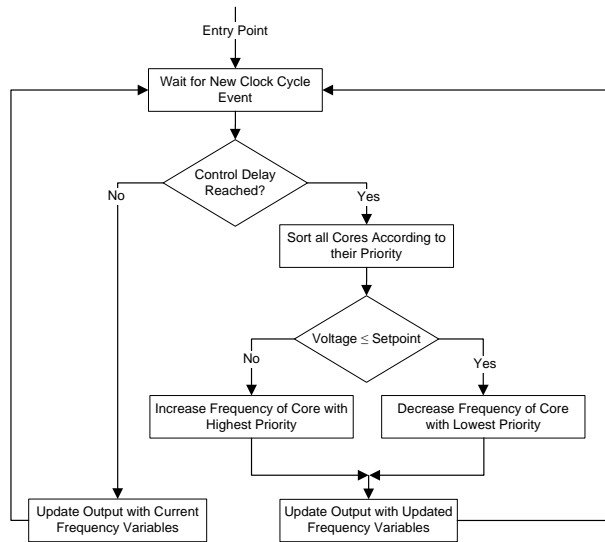 Entry Point
Wait for New Clock Cycle
Event
Control Delay
Reached?
No
Yes
Sort all Cores According to
their Priority
Voltage ≤ Setpoint
No
Yes
Increase Frequency of Core with
Highest Priority
Decrease Frequency of Core
with Lowest Priority
Update Output with Current
Frequency Variables
Update Output with Updated
Frequency Variables